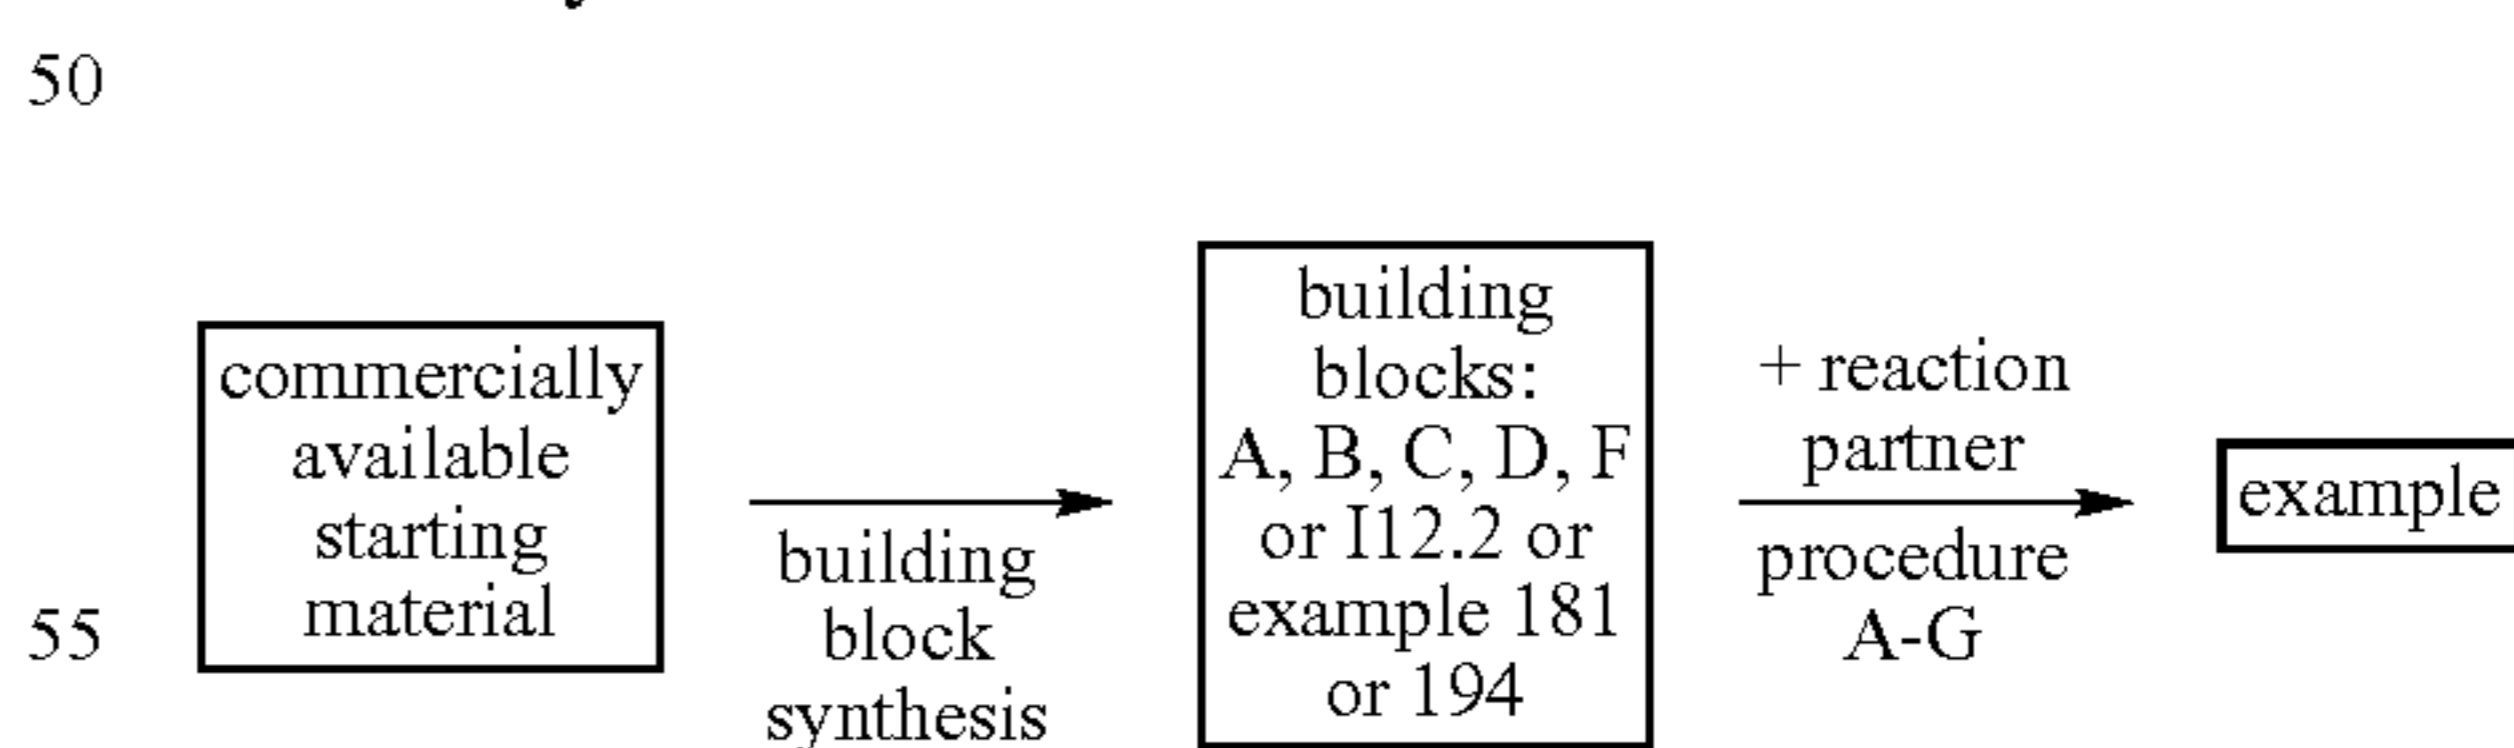 50
commercially
available
starting
material
building
block
synthesis
building
blocks:
A, B, C, D, F
or I12.2 or
example 181
or 194
+ reaction
partner
procedure
A-G
example
55